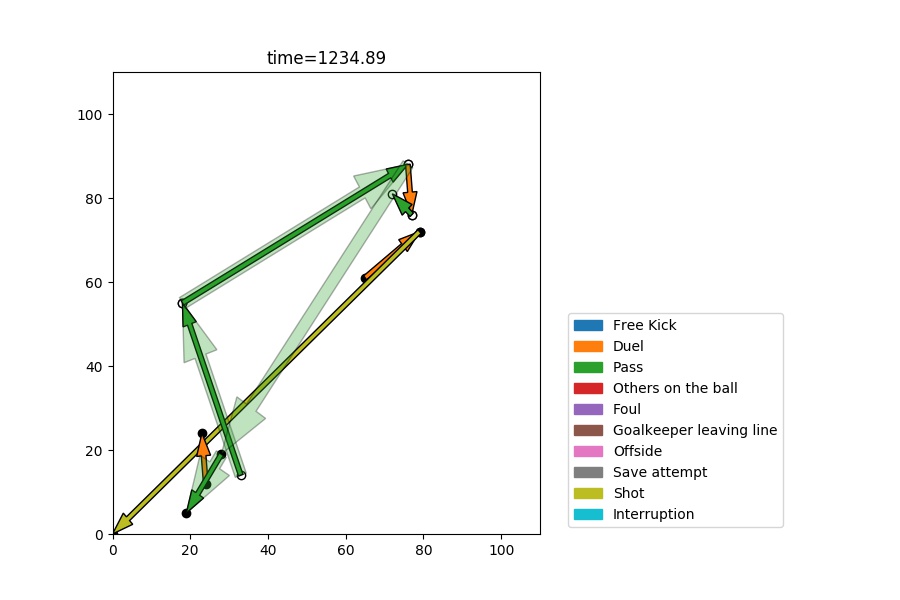 time=1234.89
100
80
60
40
20
0
0 20 40 60 80 100
Free Kick
Duel
Pass
Others on the ball
Foul
Goalkeeper leaving line
Offside
Save attempt
Shot
Interruption